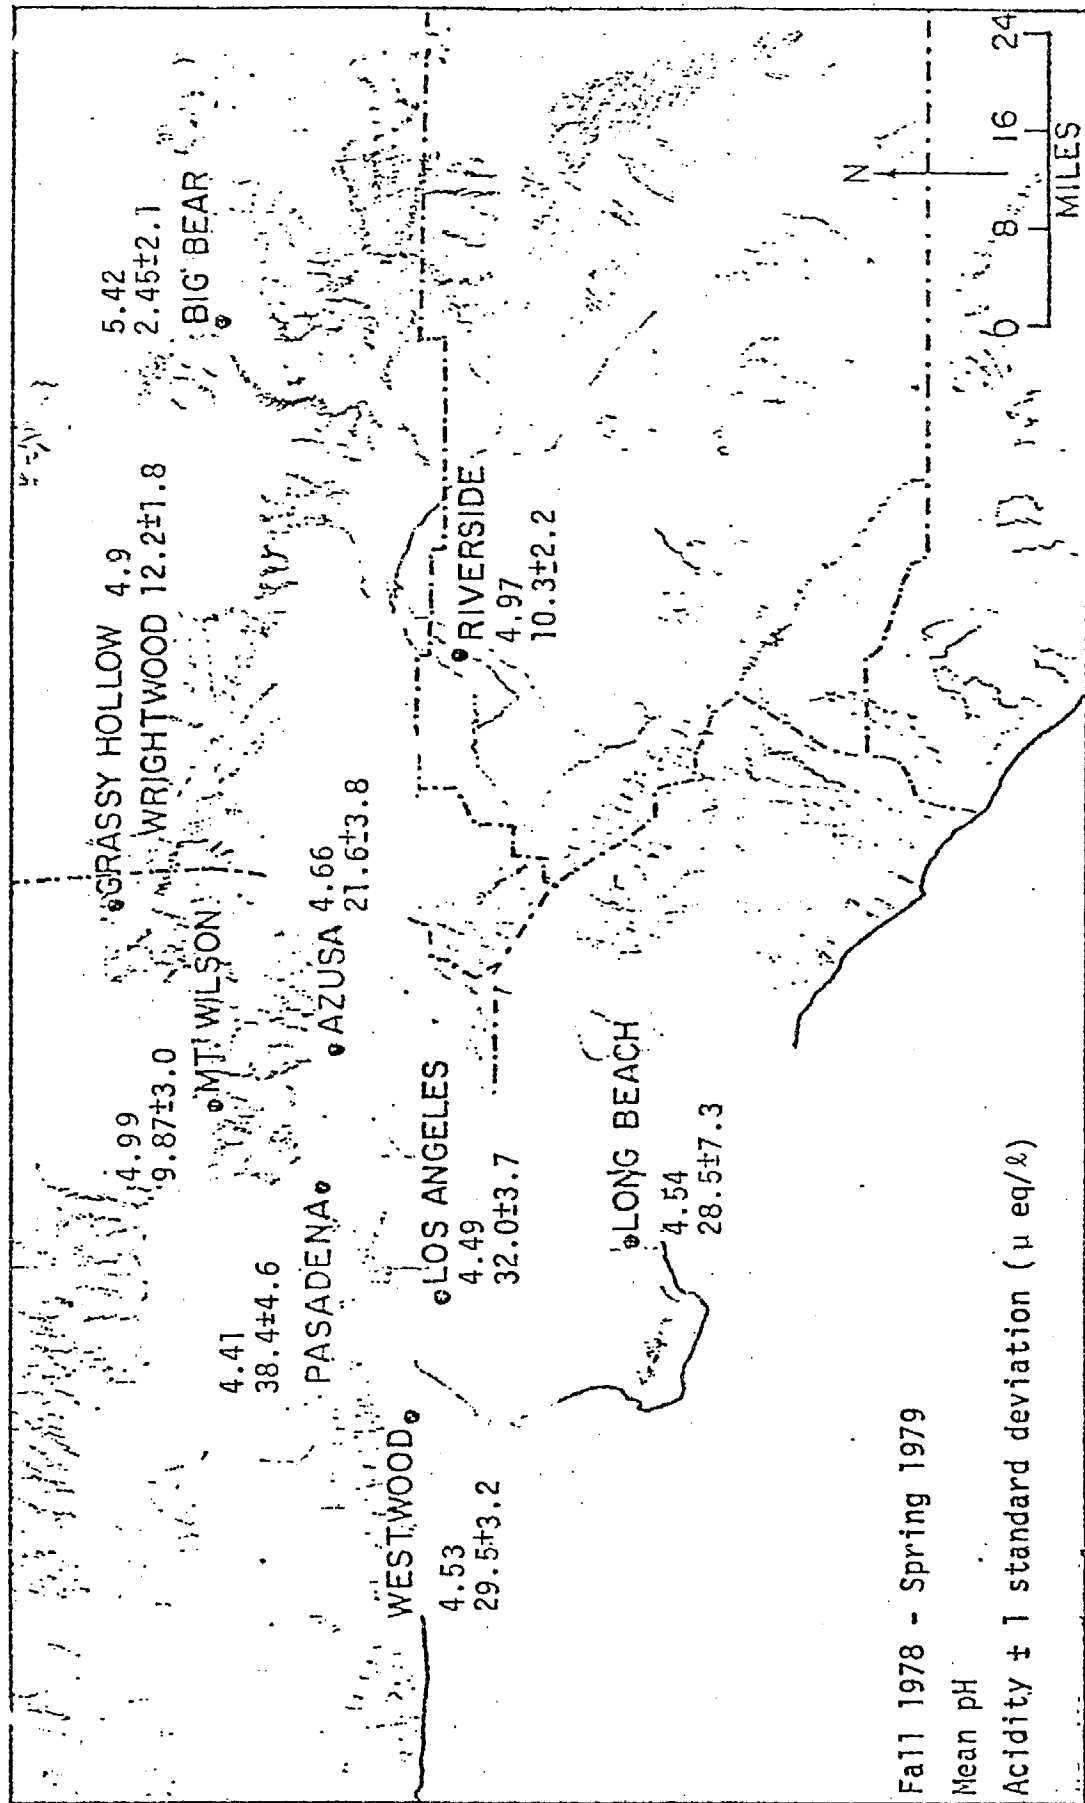 5.42
2.45±2.1
BIG BEAR
GRASSY HOLLOW 4.9
WRIGHTWOOD 12.2±1.8
4.99
9.87±3.0
MT. WILSON
4.41
38.4±4.6
PASADENA
AZUSA 4.66
21.6±3.8
WESTWOOD
4.53
29.5±3.2
LOS ANGELES
4.49
32.0±3.7
RIVERSIDE
4.97
10.3±2.2
LONG BEACH
4.54
28.5±7.3
N
0 8 16 24
MILES
Fall 1978 - Spring 1979
Mean pH
Acidity ± 1 standard deviation (μ eq/ℓ)